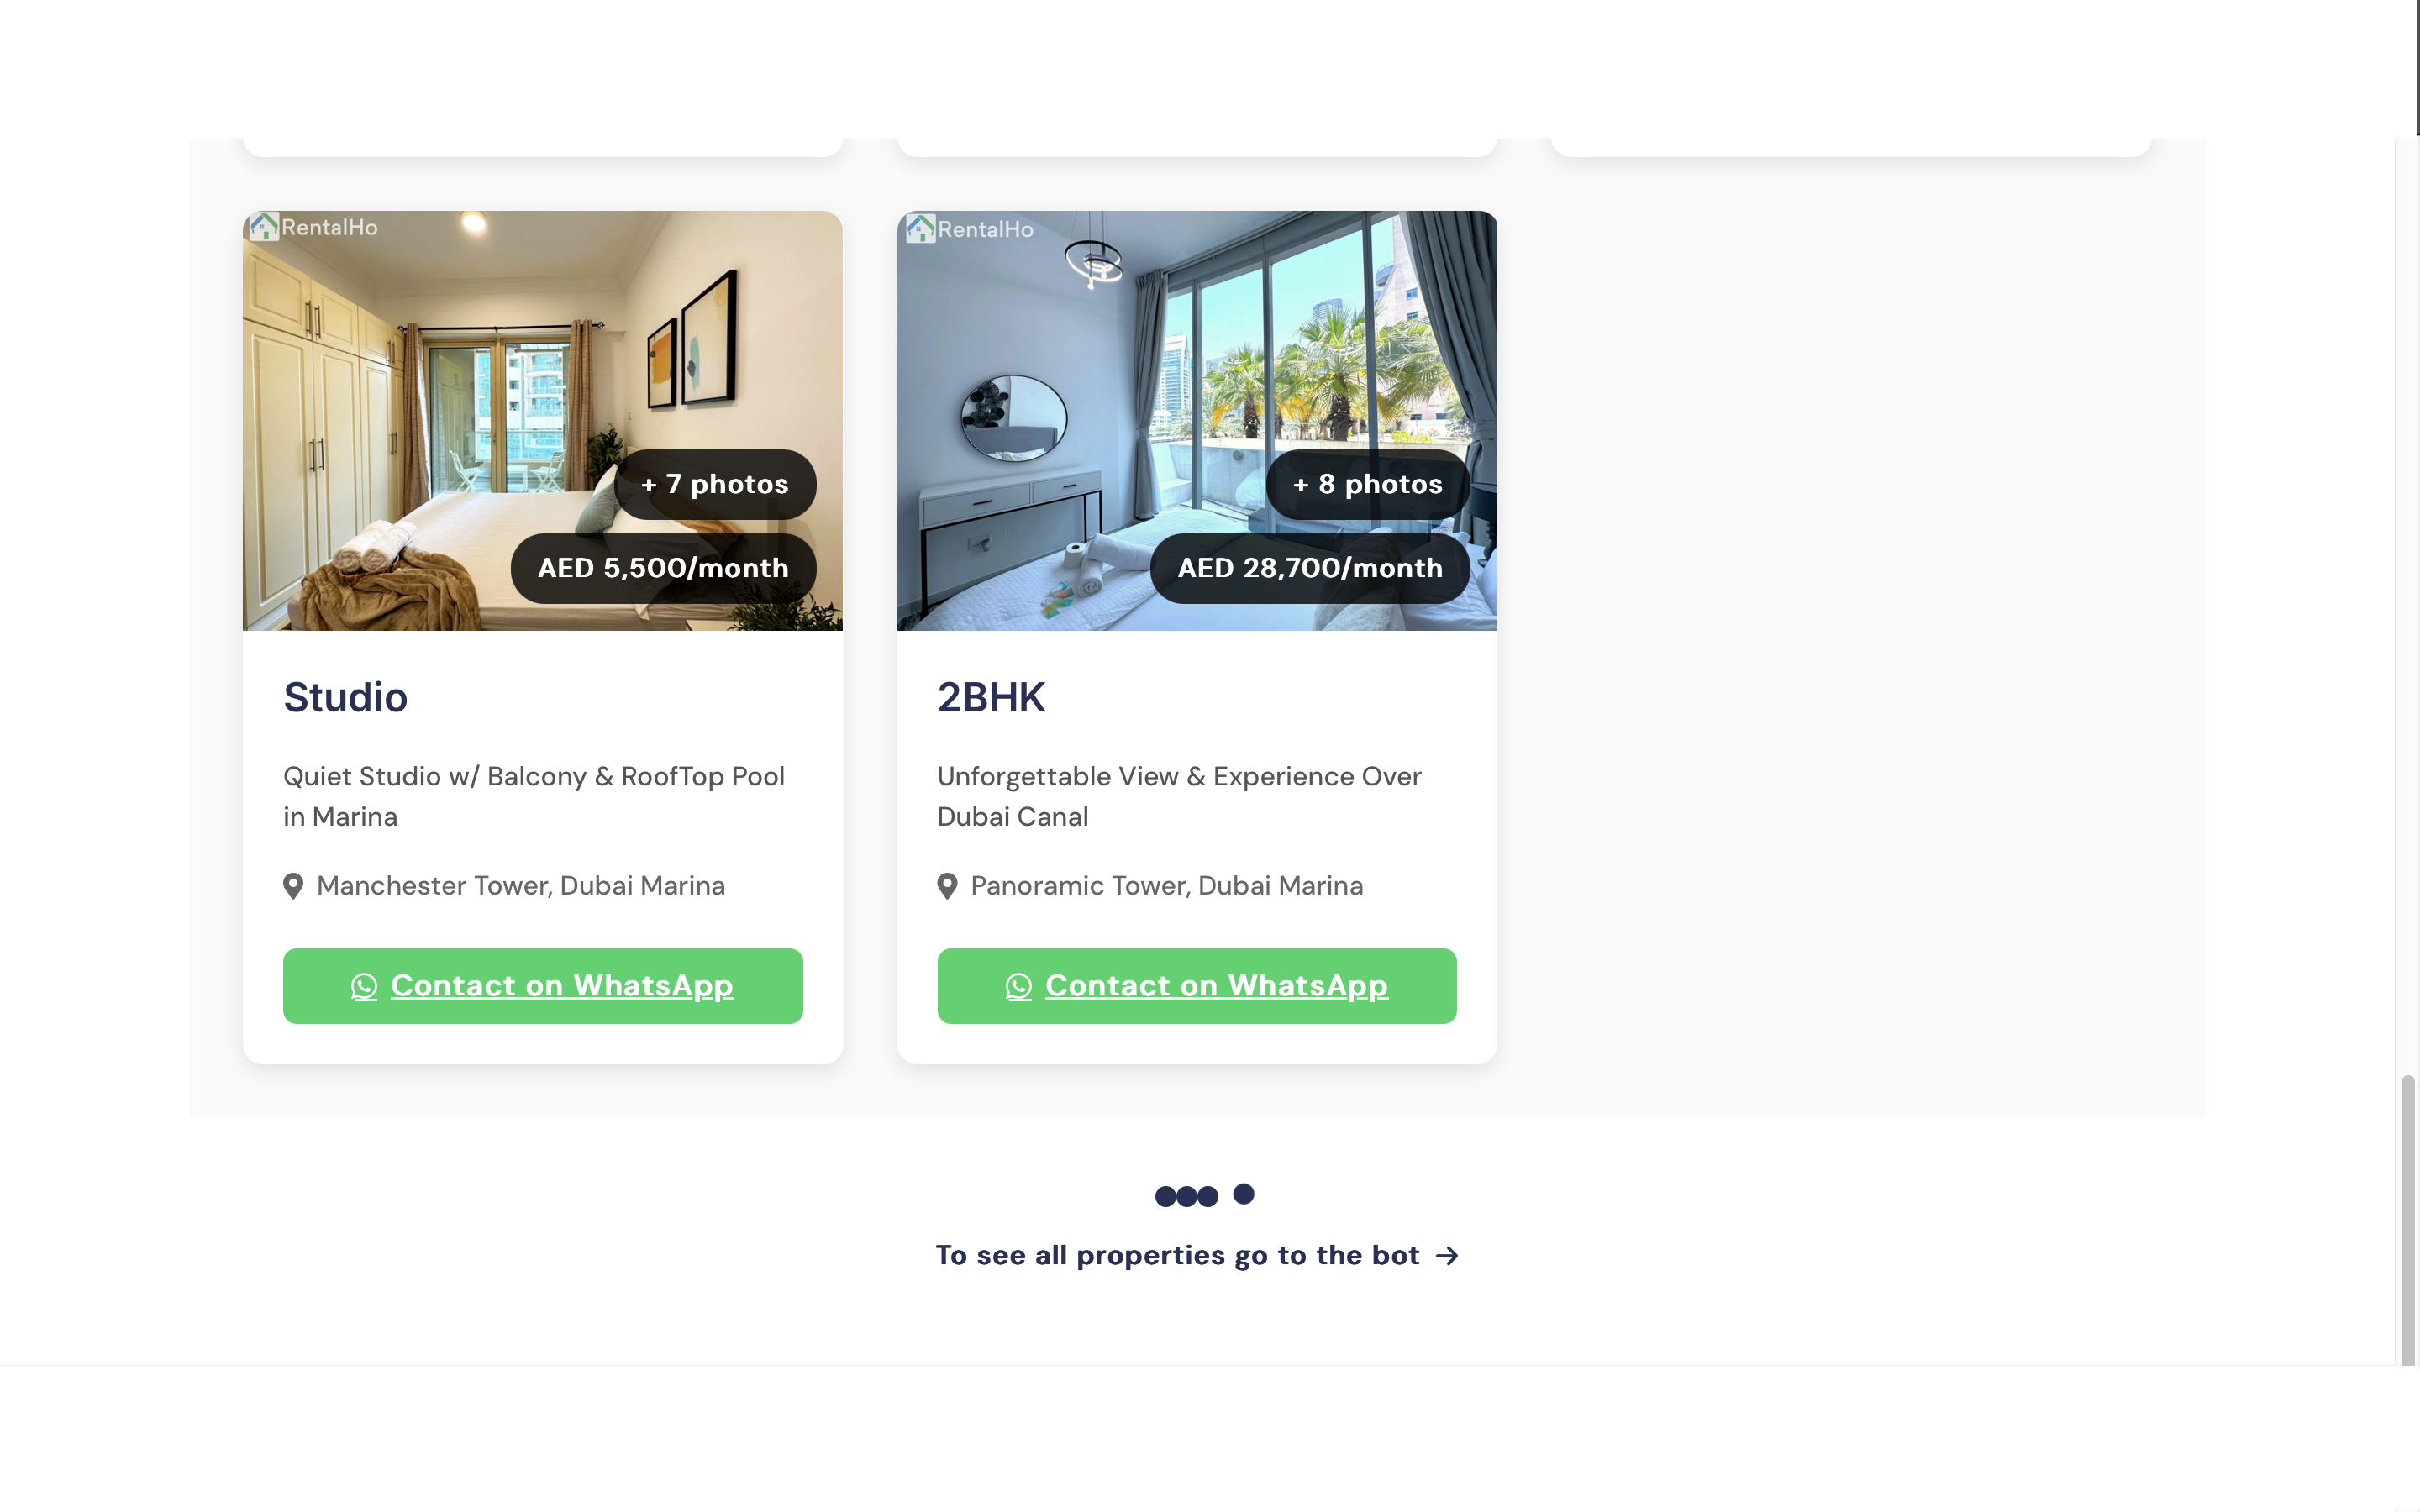 RentalHo
+ 7 photos
AED 5,500/month
Studio
Quiet Studio w/ Balcony & RoofTop Pool
in Marina
Manchester Tower, Dubai Marina
Contact on WhatsApp
RentalHo
+ 8 photos
AED 28,700/month
2BHK
Unforgettable View & Experience Over
Dubai Canal
Panoramic Tower, Dubai Marina
Contact on WhatsApp
To see all properties go to the bot →